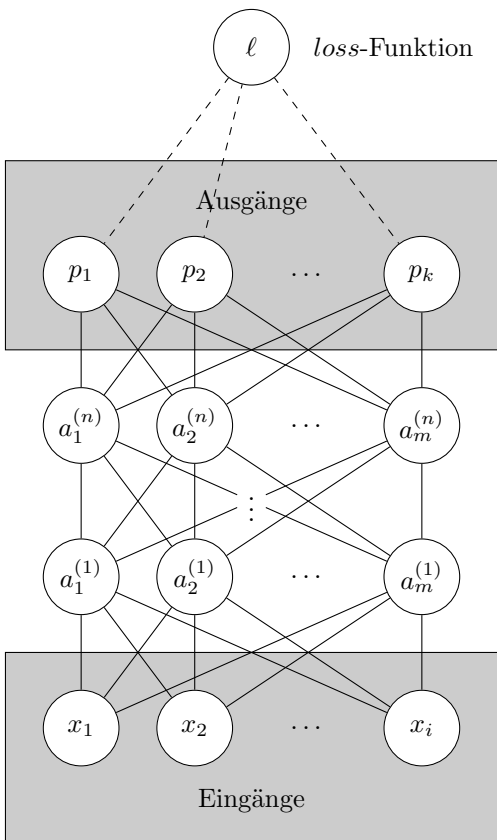 ℓ loss-Funktion
Ausgänge
p₁ p₂ ⋯ pₖ
a₁⁽ⁿ⁾ a₂⁽ⁿ⁾ ⋯ aₘ⁽ⁿ⁾
⋮
a₁⁽¹⁾ a₂⁽¹⁾ ⋯ aₘ⁽¹⁾
x₁ x₂ ⋯ xᵢ
Eingänge